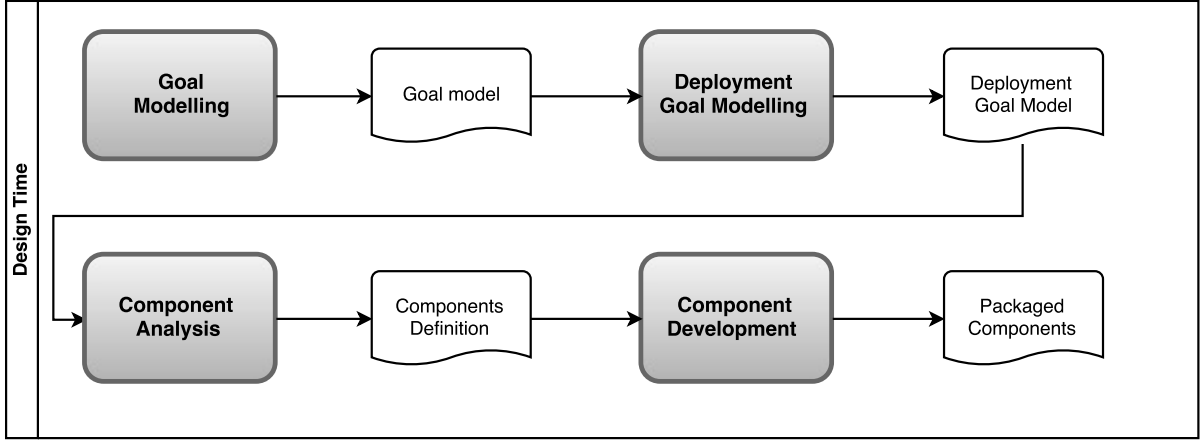 Design Time
Goal
Modelling
Goal model
Deployment
Goal Modelling
Deployment
Goal Model
Component
Analysis
Components
Definition
Component
Development
Packaged
Components